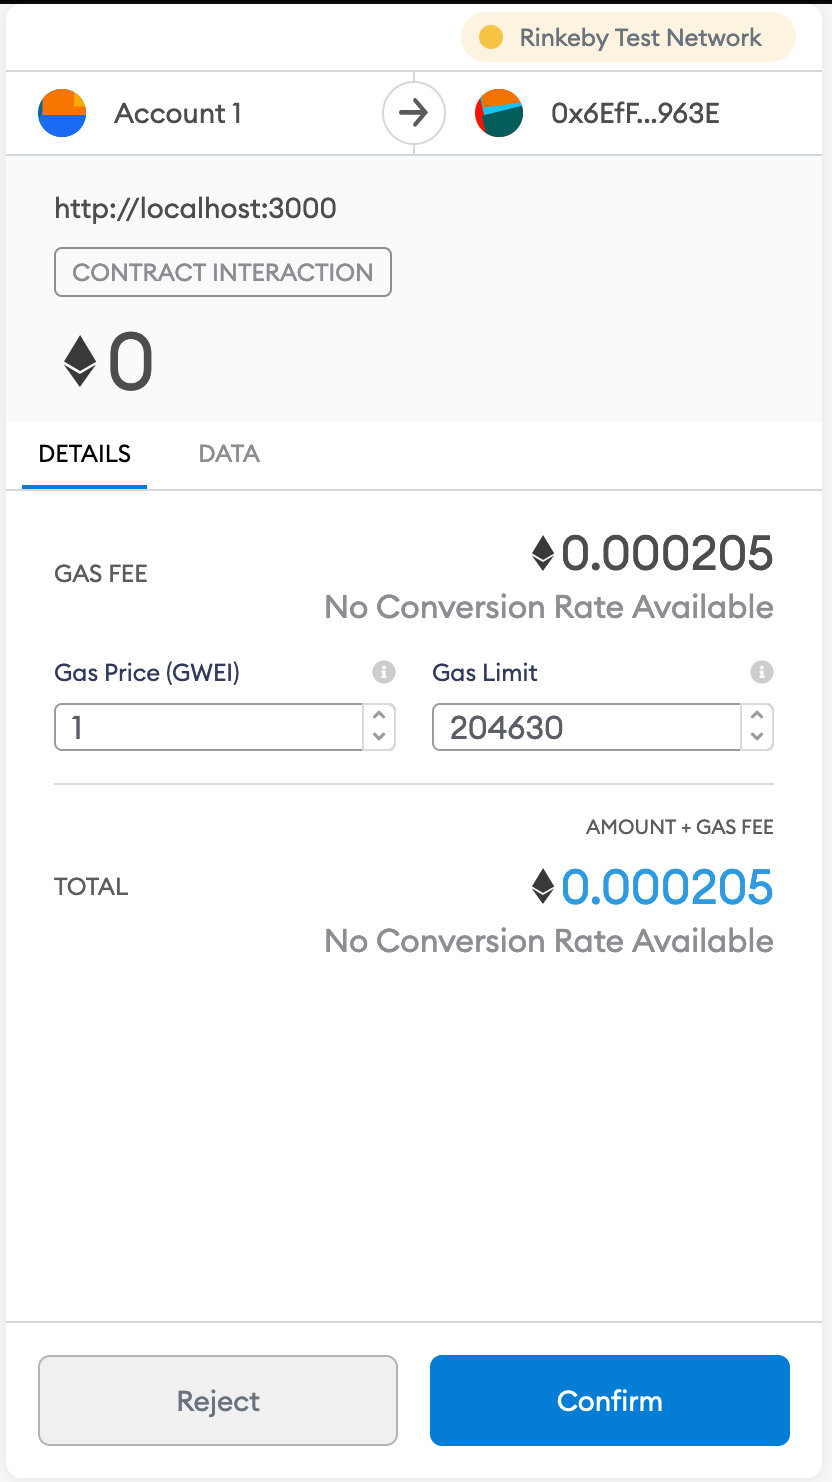 Rinkeby Test Network
Account 1
0x6EfF...963E
http://localhost:3000
CONTRACT INTERACTION
0
DETAILS
DATA
GAS FEE
0.000205
No Conversion Rate Available
Gas Price (GWEI)
Gas Limit
1
204630
AMOUNT + GAS FEE
TOTAL
0.000205
No Conversion Rate Available
Reject
Confirm